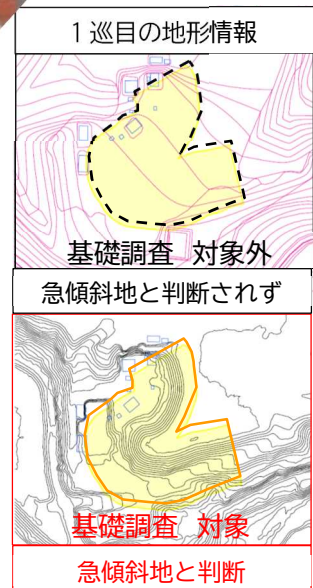 １巡目の地形情報
基礎調査 対象外
急傾斜地と判断されず
基礎調査 対象
急傾斜地と判断